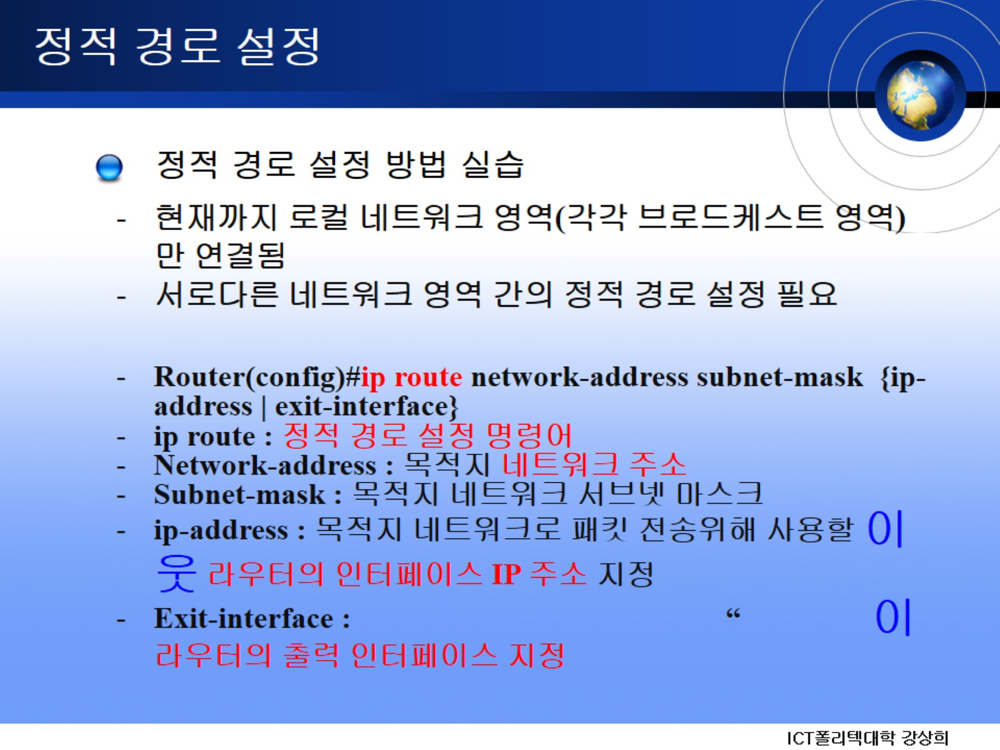 정적 경로 설정
정적 경로 설정 방법 실습
- 현재까지 로컬 네트워크 영역(각각 브로드케스트 영역)
만 연결됨
- 서로다른 네트워크 영역 간의 정적 경로 설정 필요
- Router(config)#ip route network-address subnet-mask {ip-
address | exit-interface}
- ip route : 정적 경로 설정 명령어
- Network-address : 목적지 네트워크 주소
- Subnet-mask : 목적지 네트워크 서브넷 마스크
- ip-address : 목적지 네트워크로 패킷 전송위해 사용할 이
웃 라우터의 인터페이스 IP 주소 지정
- Exit-interface : “ 이
라우터의 출력 인터페이스 지정
ICT폴리텍대학 강상희